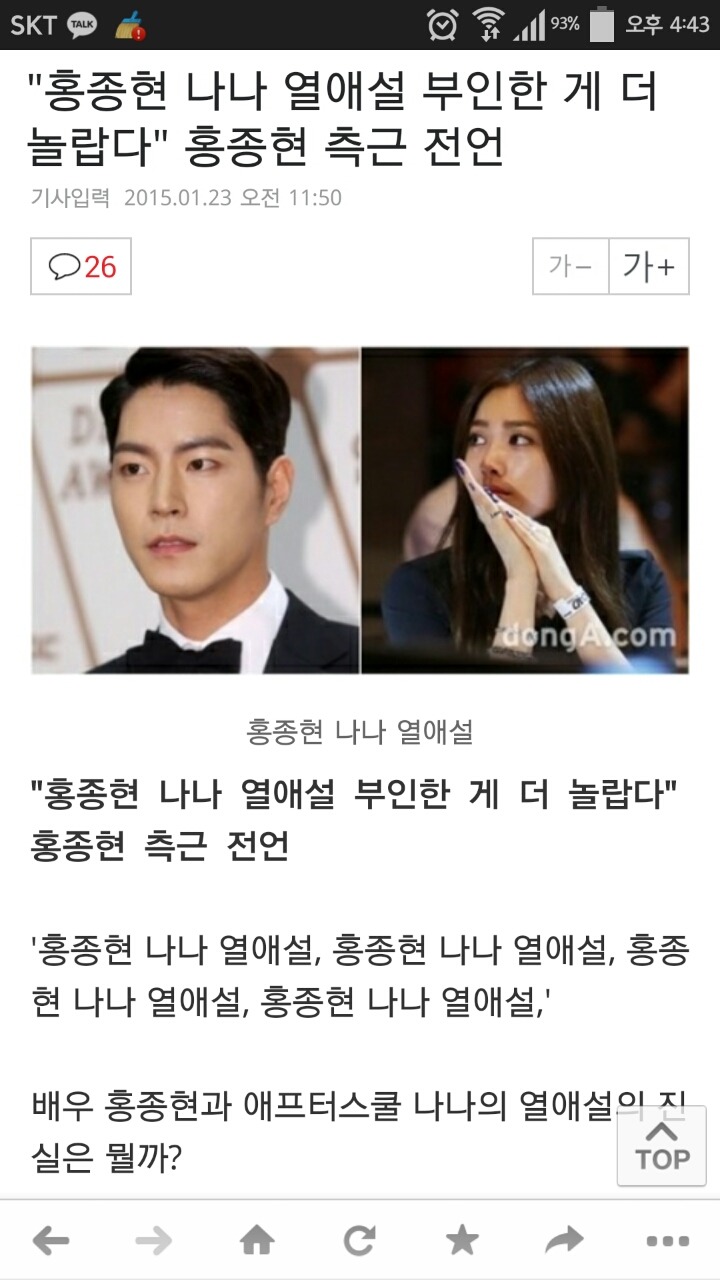 SKT TALK 93% 오후 4:43
"홍종현 나나 열애설 부인한 게 더
놀랍다" 홍종현 측근 전언
기사입력 2015.01.23 오전 11:50
26 가- 가+
dongA.com
홍종현 나나 열애설
"홍종현 나나 열애설 부인한 게 더 놀랍다"
홍종현 측근 전언
'홍종현 나나 열애설, 홍종현 나나 열애설, 홍종
현 나나 열애설, 홍종현 나나 열애설,'
배우 홍종현과 애프터스쿨 나나의 열애설의 진
실은 뭘까?
TOP